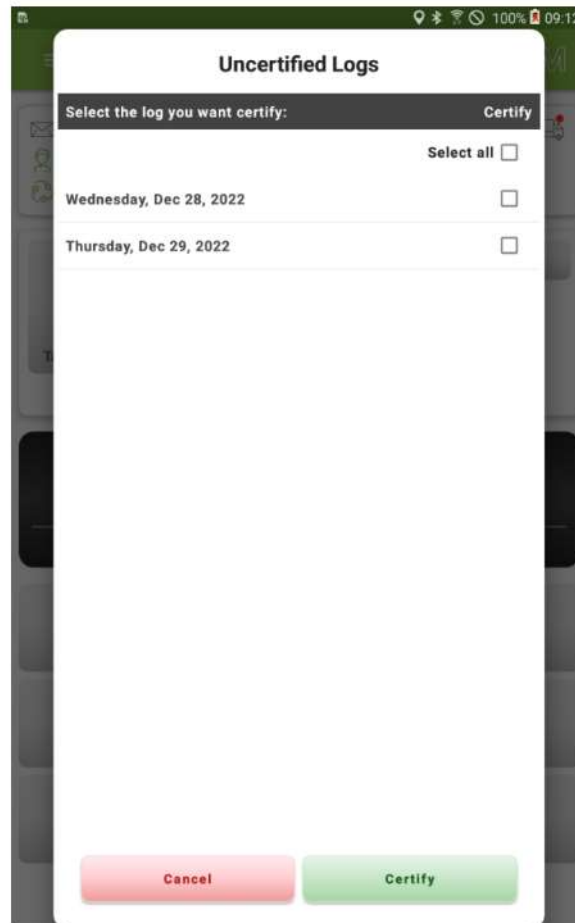 100% 09:12
Uncertified Logs
Select the log you want certify: Certify
Select all
Wednesday, Dec 28, 2022
Thursday, Dec 29, 2022
Cancel Certify